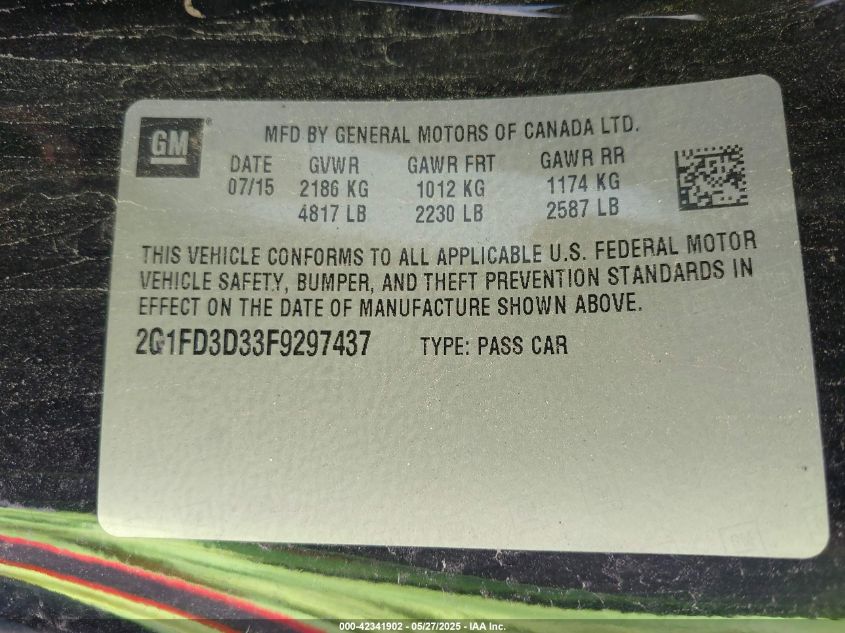 GM
MFD BY GENERAL MOTORS OF CANADA LTD.
DATE GVWR GAWR FRT GAWR RR
07/15 2186 KG 1012 KG 1174 KG
4817 LB 2230 LB 2587 LB
THIS VEHICLE CONFORMS TO ALL APPLICABLE U.S. FEDERAL MOTOR
VEHICLE SAFETY, BUMPER, AND THEFT PREVENTION STANDARDS IN
EFFECT ON THE DATE OF MANUFACTURE SHOWN ABOVE.
2G1FD3D33F9297437 TYPE: PASS CAR
000-42341902 - 05/27/2025 - IAA Inc.